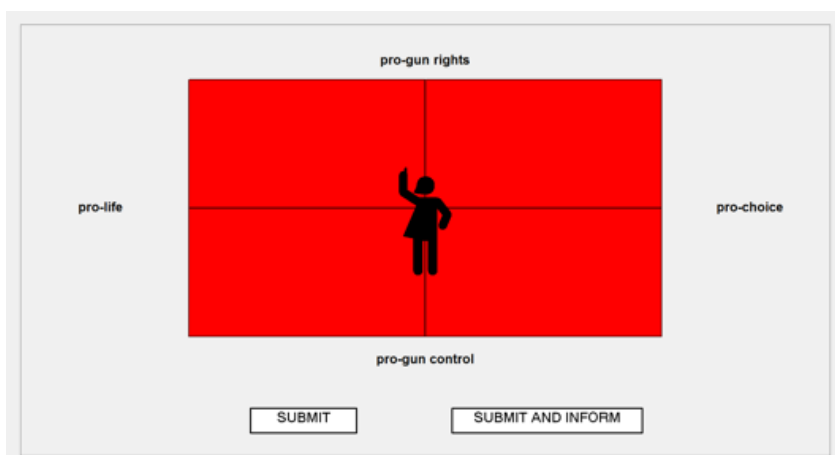 pro-gun rights
pro-life
pro-choice
pro-gun control
SUBMIT
SUBMIT AND INFORM